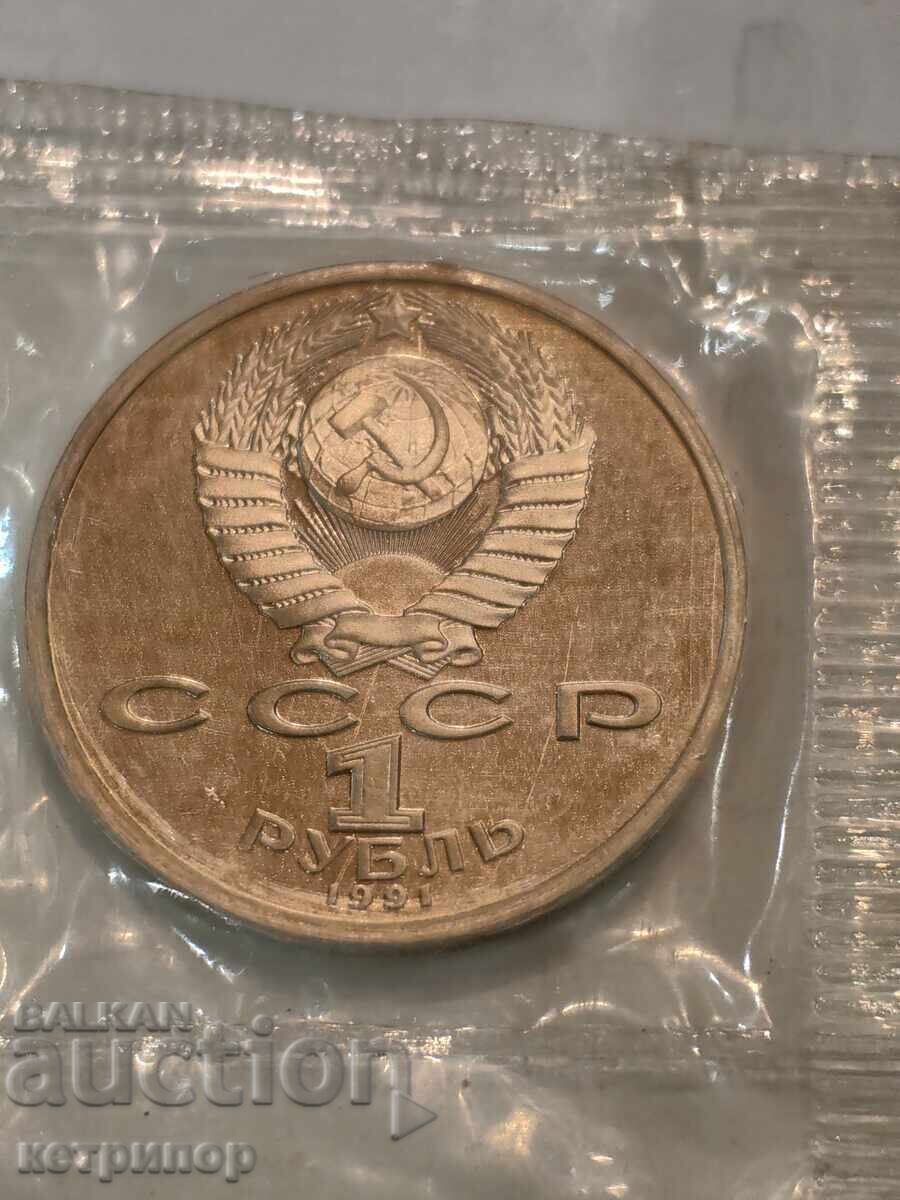 СССР
1
РУБЛЬ
1991
BALKAN
auction
кетрипор